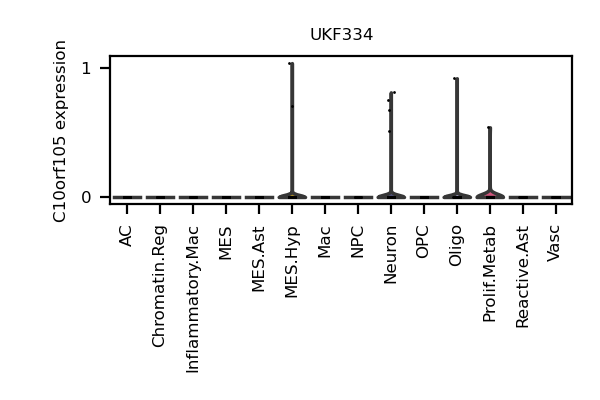 UKF334
C10orf105 expression
1
0
AC
Chromatin.Reg
Inflammatory.Mac
MES
MES.Ast
MES.Hyp
Mac
NPC
Neuron
OPC
Oligo
Prolif.Metab
Reactive.Ast
Vasc